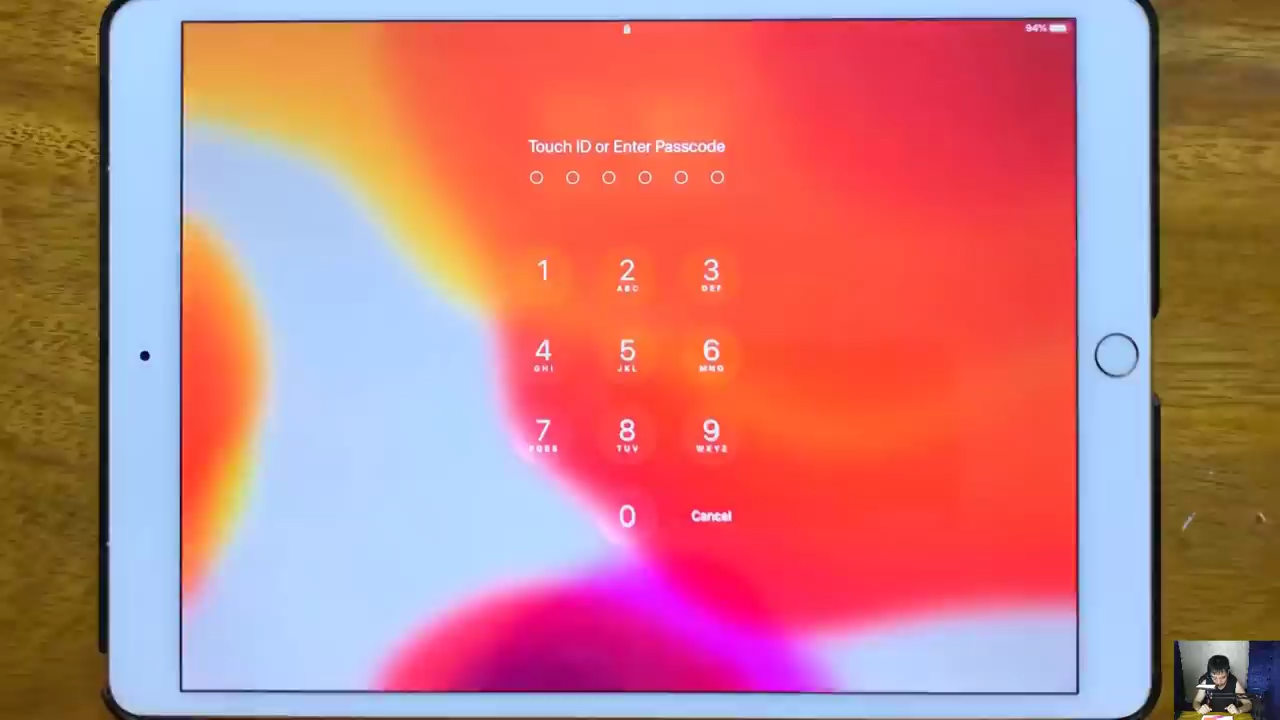 94%
Touch ID or Enter Passcode
1 2 3
ABC DEF
4 5 6
GHI JKL MNO
7 8 9
PQRS TUV WXYZ
0 Cancel